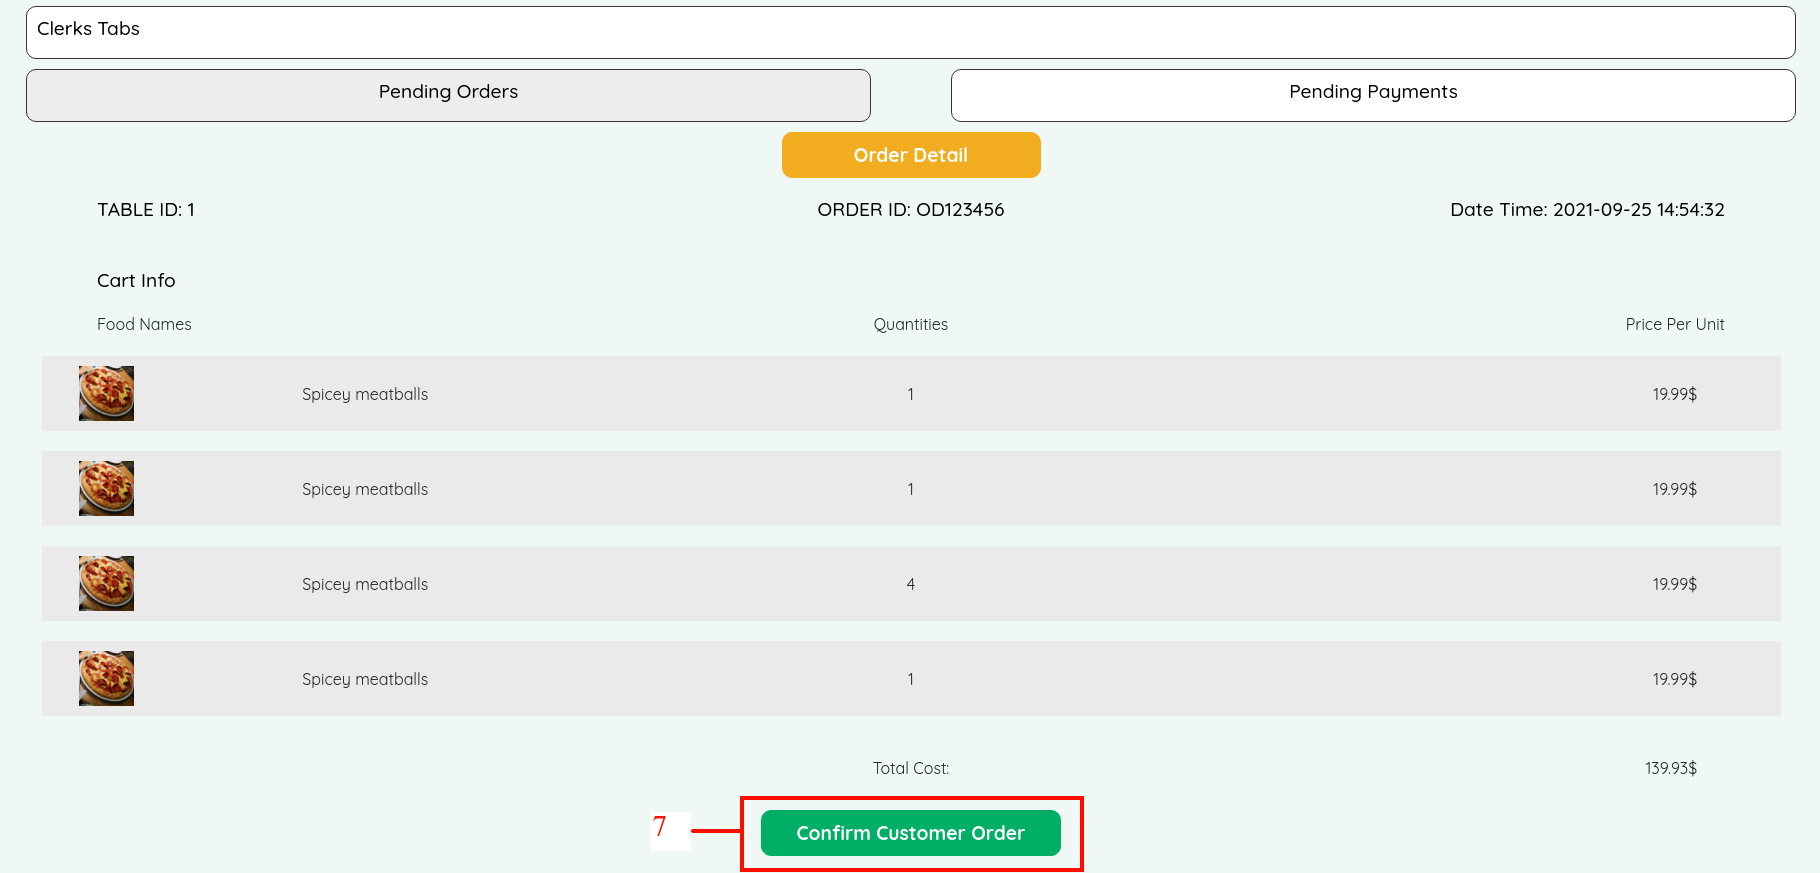 Clerks Tabs
Pending Orders
Pending Payments
Order Detail
TABLE ID: 1
ORDER ID: OD123456
Date Time: 2021-09-25 14:54:32
Cart Info
Food Names
Quantities
Price Per Unit
Spicey meatballs
1
19.99$
Spicey meatballs
1
19.99$
Spicey meatballs
4
19.99$
Spicey meatballs
1
19.99$
Total Cost:
139.93$
7
Confirm Customer Order